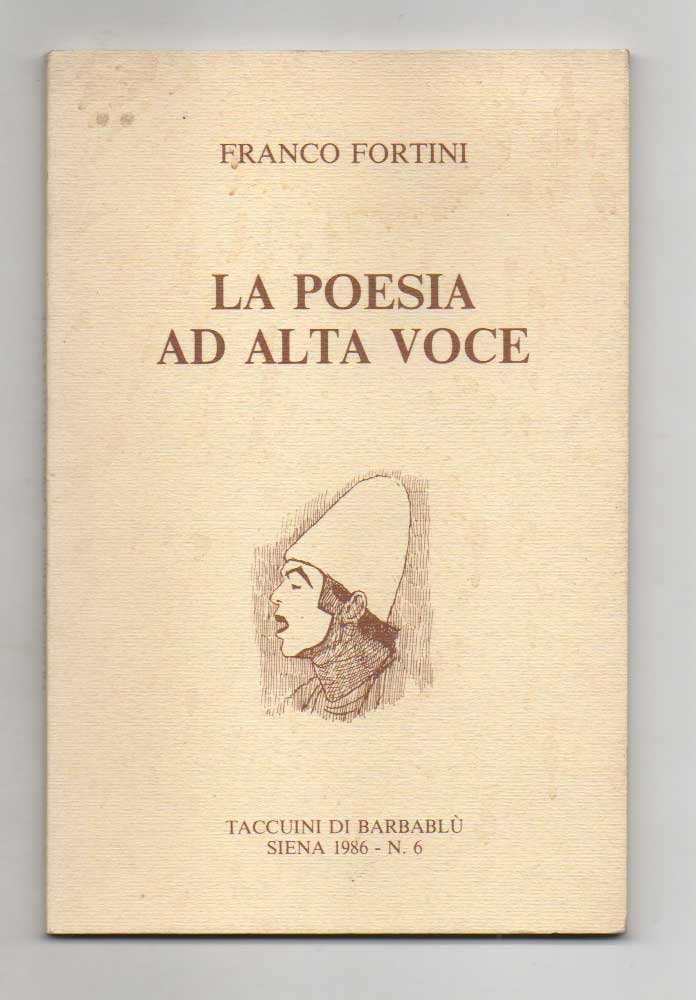 FRANCO FORTINI
LA POESIA
AD ALTA VOCE
TACCUINI DI BARBABLÙ
SIENA 1986 - N. 6